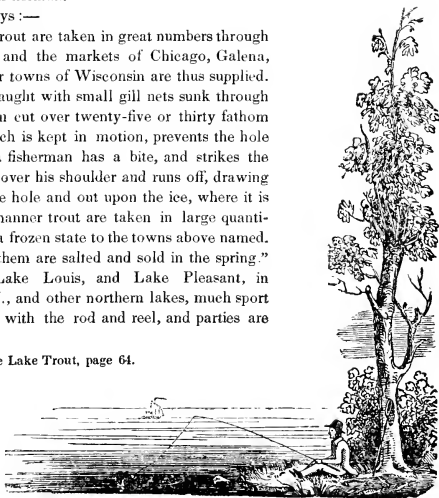 ys :—
rout are taken in great numbers through
and the markets of Chicago, Galena,
r towns of Wisconsin are thus supplied.
aught with small gill nets sunk through
n cut over twenty-five or thirty fathom
ch is kept in motion, prevents the hole
fisherman has a bite, and strikes the
over his shoulder and runs off, drawing
e hole and out upon the ice, where it is
nanner trout are taken in large quanti-
a frozen state to the towns above named.
them are salted and sold in the spring.”
Lake Louis, and Lake Pleasant, in
., and other northern lakes, much sport
with the rod and reel, and parties are
e Lake Trout, page 64.